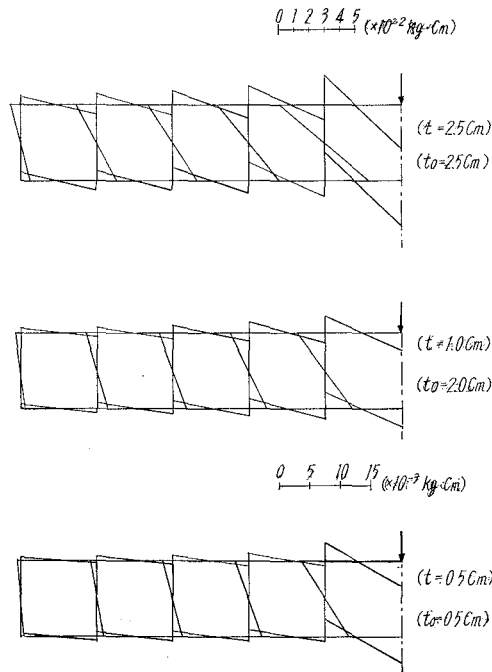 0 1 2 3 4 5 (×10⁻² kg·Cm)
(t=2.5Cm)
(to=2.5Cm)
(t=1.0Cm)
(to=2.0Cm)
0 5 10 15 (×10⁻³ kg·Cm)
(t=0.5Cm)
(to=0.5Cm)